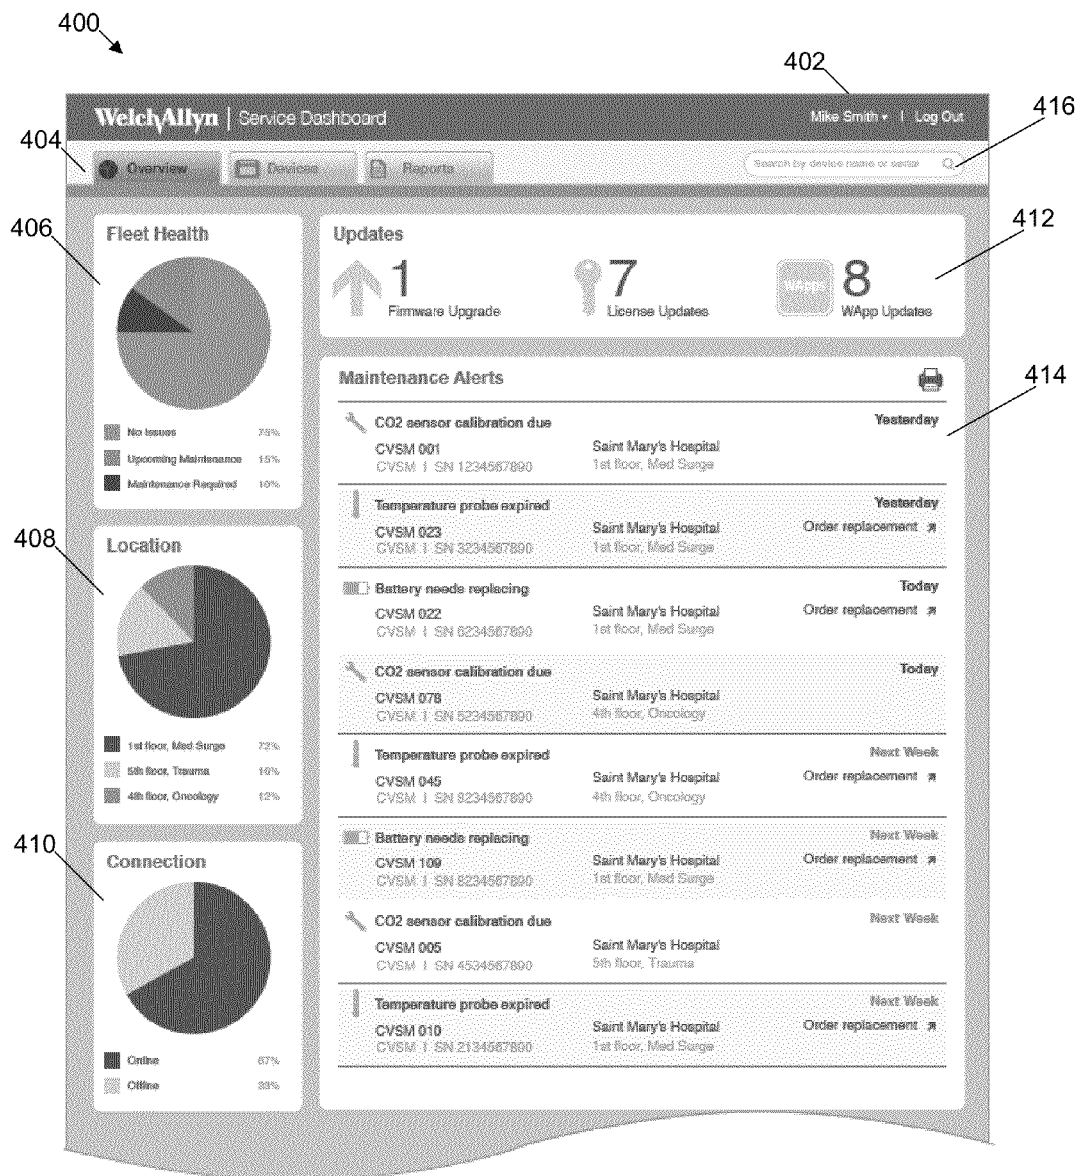 400
402
WelchAllyn | Service Dashboard
Mike Smith | Log Out
416
404
Overview
Devices
Reports
Search by device name or serial
406
Fleet Health
No Issues 75%
Upcoming Maintenance 15%
Maintenance Required 10%
408
Location
1st floor, Med Surge 72%
5th floor, Trauma 16%
4th floor, Oncology 12%
410
Connection
Online 67%
Offline 33%
Updates
412
1
Firmware Upgrade
7
License Updates
WApps
8
WApp Updates
Maintenance Alerts
414
CO2 sensor calibration due Yesterday
CVSM 001 Saint Mary's Hospital
CVSM | SN 1234567890 1st floor, Med Surge
Temperature probe expired Yesterday
CVSM 023 Saint Mary's Hospital Order replacement
CVSM | SN 3234567890 1st floor, Med Surge
Battery needs replacing Today
CVSM 022 Saint Mary's Hospital Order replacement
CVSM | SN 6234567890 1st floor, Med Surge
CO2 sensor calibration due Today
CVSM 078 Saint Mary's Hospital
CVSM | SN 5234567890 4th floor, Oncology
Temperature probe expired Next Week
CVSM 045 Saint Mary's Hospital Order replacement
CVSM | SN 9234567890 4th floor, Oncology
Battery needs replacing Next Week
CVSM 109 Saint Mary's Hospital Order replacement
CVSM | SN 8234567890 1st floor, Med Surge
CO2 sensor calibration due Next Week
CVSM 005 Saint Mary's Hospital
CVSM | SN 4534567890 5th floor, Trauma
Temperature probe expired Next Week
CVSM 010 Saint Mary's Hospital Order replacement
CVSM | SN 2134567890 1st floor, Med Surge